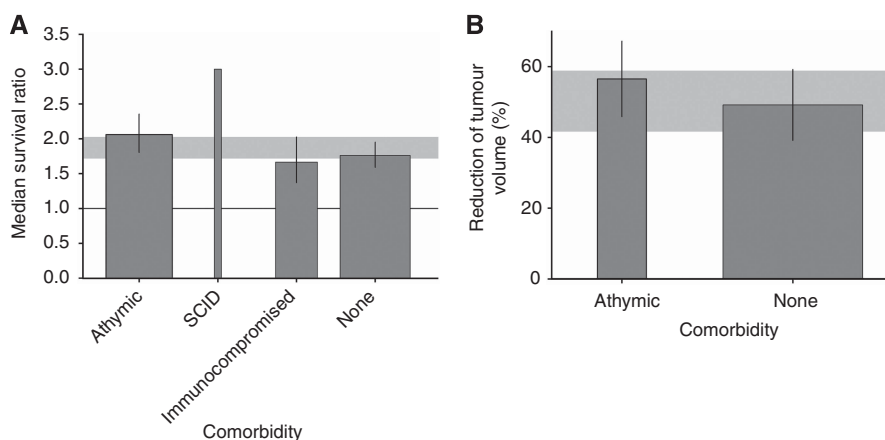 A
Median survival ratio
3.5
3.0
2.5
2.0
1.5
1.0
0.5
0.0
Athymic
SCID
Immunocompromised
None
Comorbidity
B
Reduction of tumour
volume (%)
60
40
20
0
Athymic
None
Comorbidity